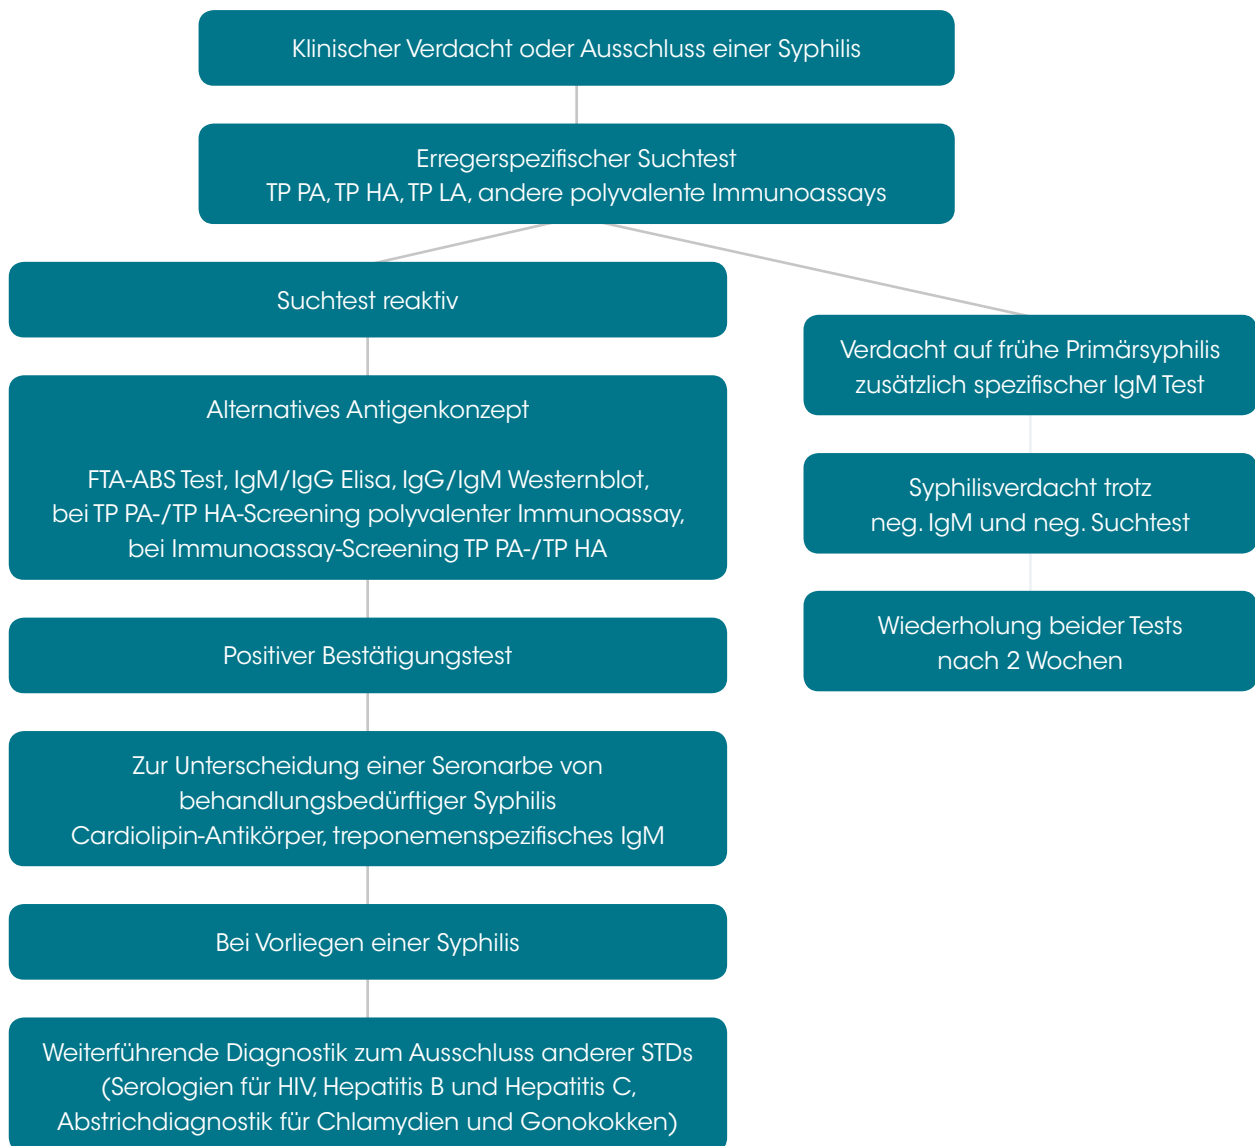 Klinischer Verdacht oder Ausschluss einer Syphilis
Erregerspezifischer Suchtest
TP PA, TP HA, TP LA, andere polyvalente Immunoassays
Suchtest reaktiv
Alternatives Antigenkonzept
FTA-ABS Test, IgM/IgG Elisa, IgG/IgM Westernblot,
bei TP PA-/TP HA-Screening polyvalenter Immunoassay,
bei Immunoassay-Screening TP PA-/TP HA
Positiver Bestätigungstest
Zur Unterscheidung einer Seronarbe von
behandlungsbedürftiger Syphilis
Cardiolipin-Antikörper, treponemenspezifisches IgM
Bei Vorliegen einer Syphilis
Weiterführende Diagnostik zum Ausschluss anderer STDs
(Serologien für HIV, Hepatitis B und Hepatitis C,
Abstrichdiagnostik für Chlamydien und Gonokokken)
Verdacht auf frühe Primärsyphilis
zusätzlich spezifischer IgM Test
Syphilisverdacht trotz
neg. IgM und neg. Suchtest
Wiederholung beider Tests
nach 2 Wochen